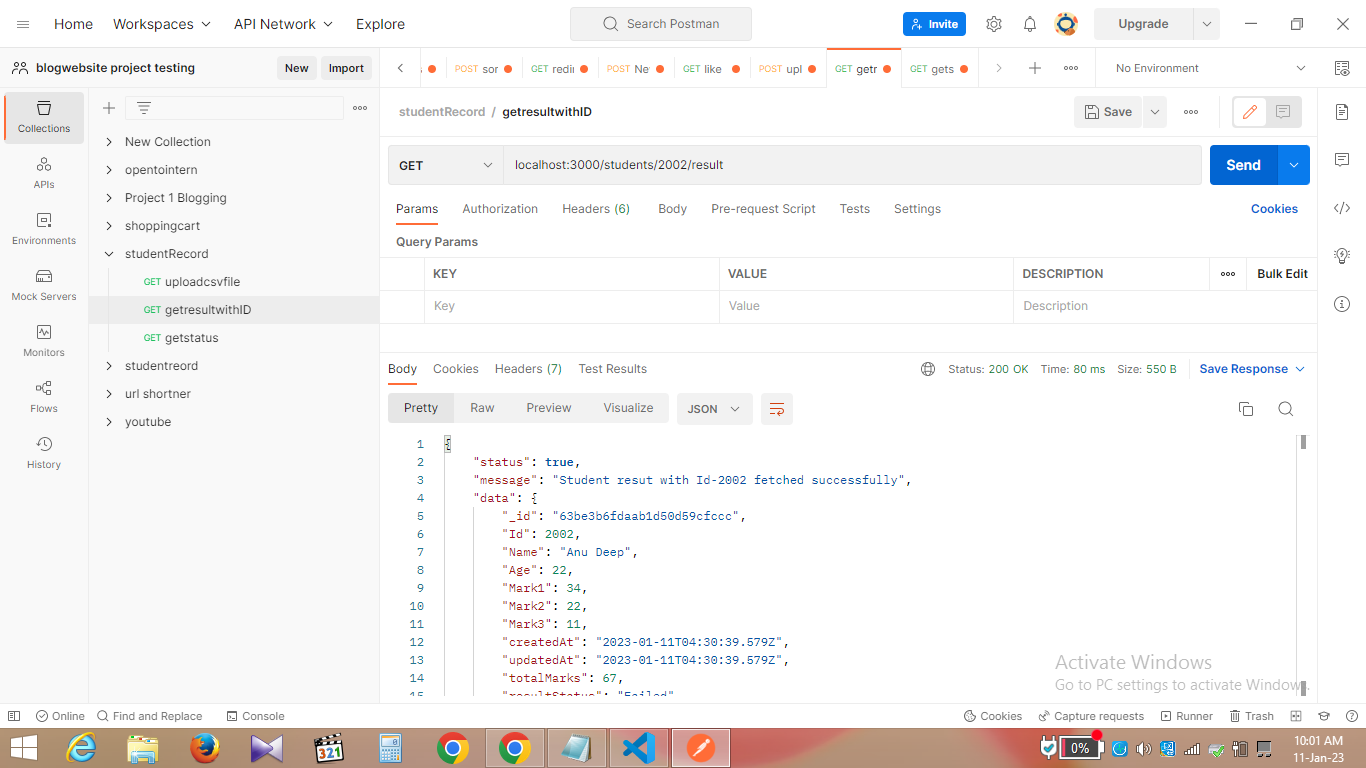 Home Workspaces API Network Explore Search Postman Invite Upgrade
blogwebsite project testing New Import POST sor GET redir POST Ne GET like POST upl GET getr GET gets No Environment
studentRecord / getresultwithID Save
Collections
APIs
Environments
Mock Servers
Monitors
Flows
History
New Collection
opentointern
Project 1 Blogging
shoppingcart
studentRecord
GET uploadcsvfile
GET getresultwithID
GET getstatus
studentreord
url shortner
youtube
GET localhost:3000/students/2002/result Send
Params Authorization Headers (6) Body Pre-request Script Tests Settings Cookies
Query Params
KEY VALUE DESCRIPTION Bulk Edit
Key Value Description
Body Cookies Headers (7) Test Results Status: 200 OK Time: 80 ms Size: 550 B Save Response
Pretty Raw Preview Visualize JSON
1 {
2 "status": true,
3 "message": "Student resut with Id-2002 fetched successfully",
4 "data": {
5 "_id": "63be3b6fdaab1d50d59cfccc",
6 "Id": 2002,
7 "Name": "Anu Deep",
8 "Age": 22,
9 "Mark1": 34,
10 "Mark2": 22,
11 "Mark3": 11,
12 "createdAt": "2023-01-11T04:30:39.579Z",
13 "updatedAt": "2023-01-11T04:30:39.579Z",
14 "totalMarks": 67,
15 "resultStatus": "Failed"
Activate Windows
Go to PC settings to activate Windows.
Online Find and Replace Console Cookies Capture requests Runner Trash
321
0%
10:01 AM
11-Jan-23